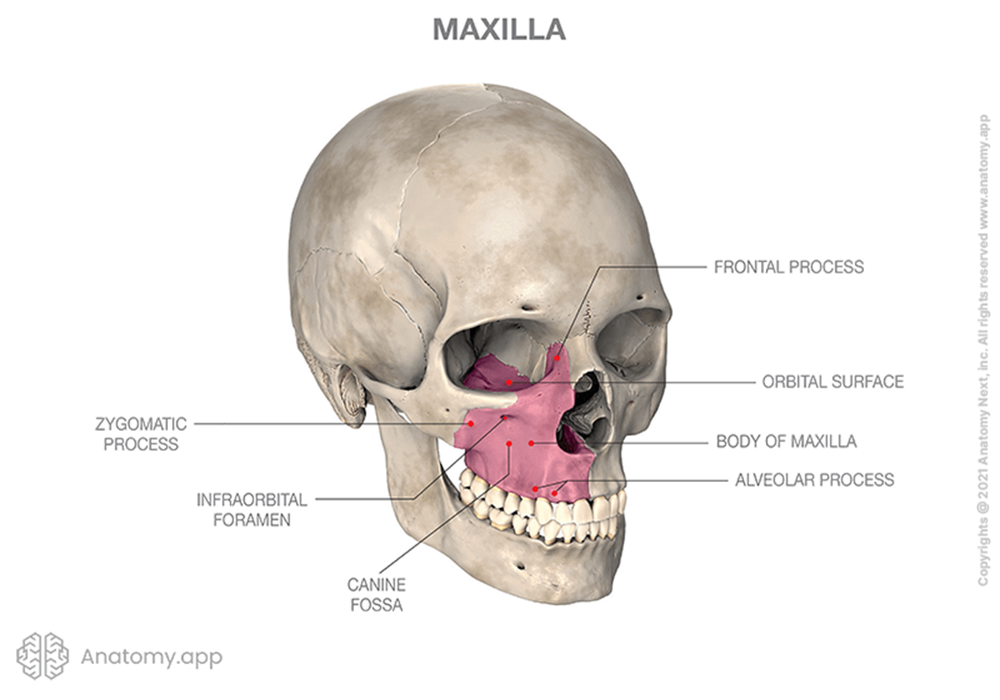 MAXILLA
FRONTAL PROCESS
ORBITAL SURFACE
ZYGOMATIC
PROCESS
BODY OF MAXILLA
ALVEOLAR PROCESS
INFRAORBITAL
FORAMEN
CANINE
FOSSA
Anatomy.app
Copyrights @ 2021 Anatomy Next, inc. All rights reserved www.anatomy.app